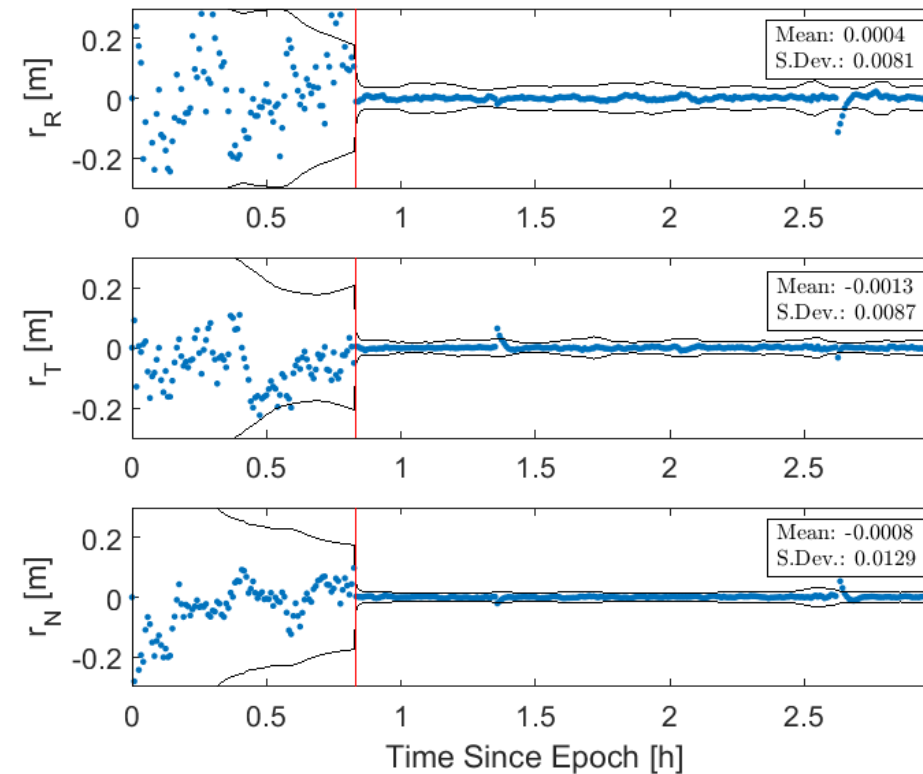 0.2
Mean: 0.0004
S.Dev.: 0.0081
r_R [m]
0
-0.2
0 0.5 1 1.5 2 2.5
0.2
Mean: -0.0013
S.Dev.: 0.0087
r_T [m]
0
-0.2
0 0.5 1 1.5 2 2.5
0.2
Mean: -0.0008
S.Dev.: 0.0129
r_N [m]
0
-0.2
0 0.5 1 1.5 2 2.5
Time Since Epoch [h]